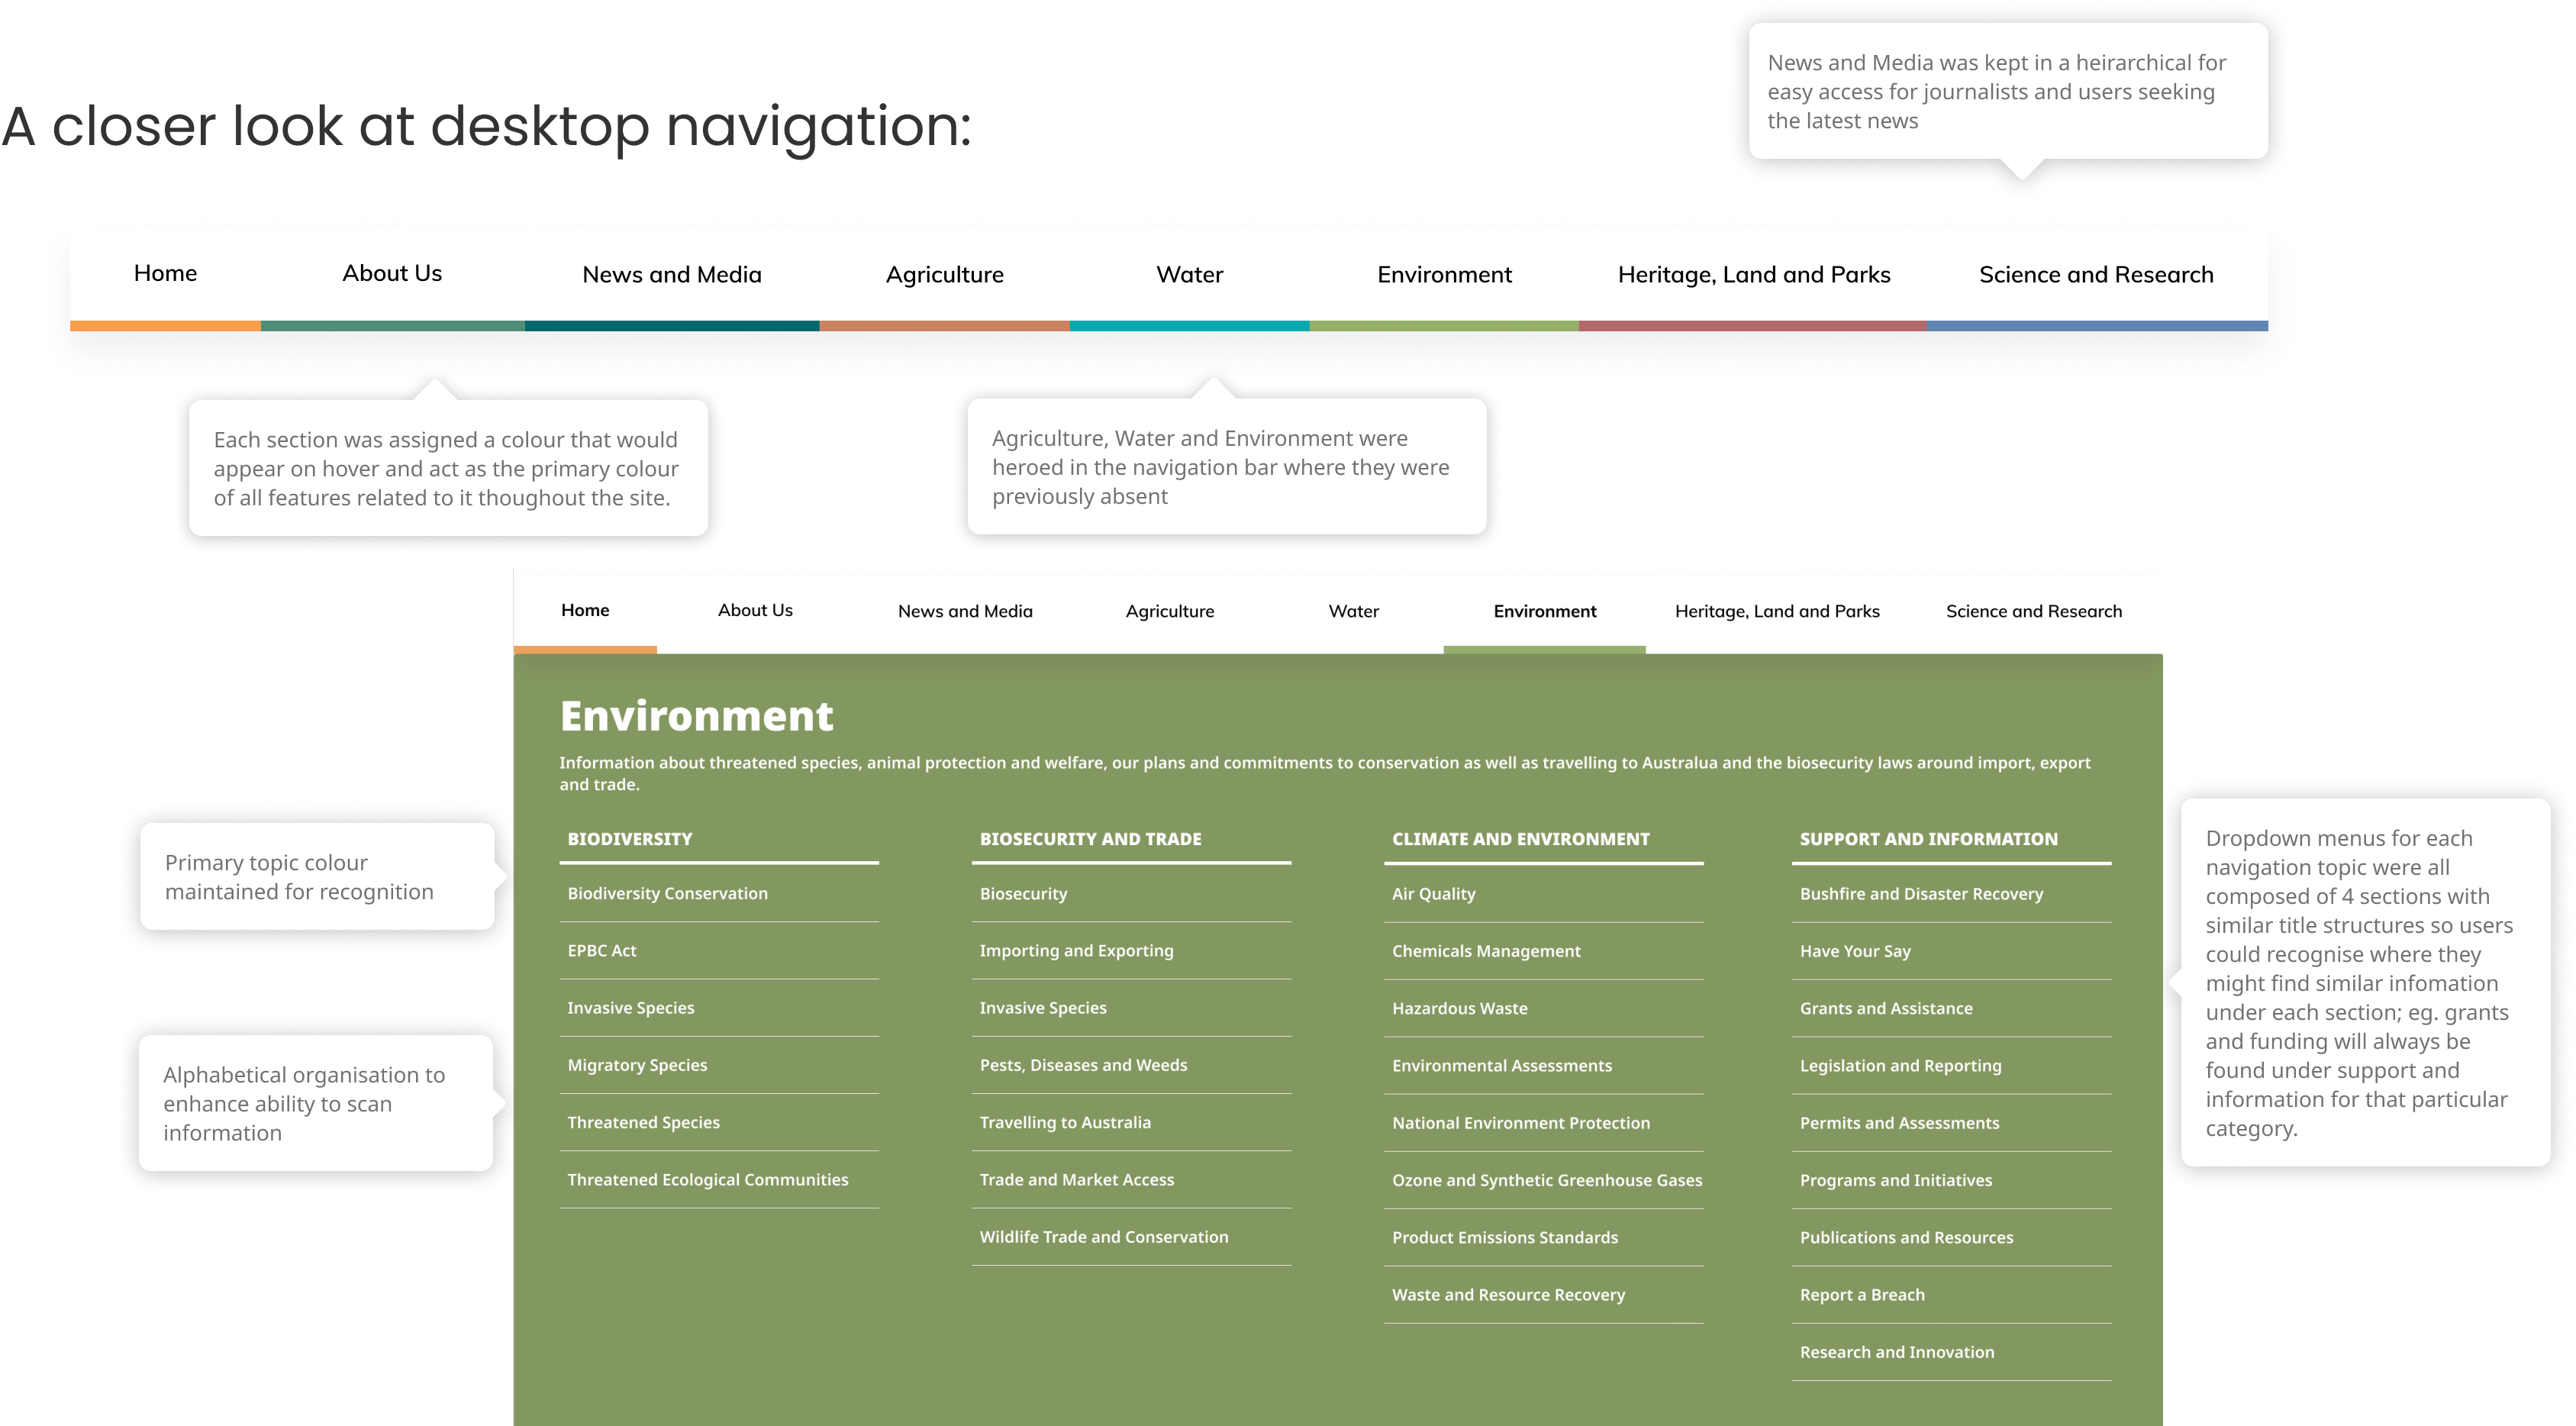 A closer look at desktop navigation:
News and Media was kept in a heirarchical for
easy access for journalists and users seeking
the latest news
Home About Us News and Media Agriculture Water Environment Heritage, Land and Parks Science and Research
Each section was assigned a colour that would
appear on hover and act as the primary colour
of all features related to it thoughout the site.
Agriculture, Water and Environment were
heroed in the navigation bar where they were
previously absent
Home About Us News and Media Agriculture Water Environment Heritage, Land and Parks Science and Research
Environment
Information about threatened species, animal protection and welfare, our plans and commitments to conservation as well as travelling to Australua and the biosecurity laws around import, export
and trade.
BIODIVERSITY
Biodiversity Conservation
EPBC Act
Invasive Species
Migratory Species
Threatened Species
Threatened Ecological Communities
BIOSECURITY AND TRADE
Biosecurity
Importing and Exporting
Invasive Species
Pests, Diseases and Weeds
Travelling to Australia
Trade and Market Access
Wildlife Trade and Conservation
CLIMATE AND ENVIRONMENT
Air Quality
Chemicals Management
Hazardous Waste
Environmental Assessments
National Environment Protection
Ozone and Synthetic Greenhouse Gases
Product Emissions Standards
Waste and Resource Recovery
SUPPORT AND INFORMATION
Bushfire and Disaster Recovery
Have Your Say
Grants and Assistance
Legislation and Reporting
Permits and Assessments
Programs and Initiatives
Publications and Resources
Report a Breach
Research and Innovation
Primary topic colour
maintained for recognition
Alphabetical organisation to
enhance ability to scan
information
Dropdown menus for each
navigation topic were all
composed of 4 sections with
similar title structures so users
could recognise where they
might find similar infomation
under each section; eg. grants
and funding will always be
found under support and
information for that particular
category.